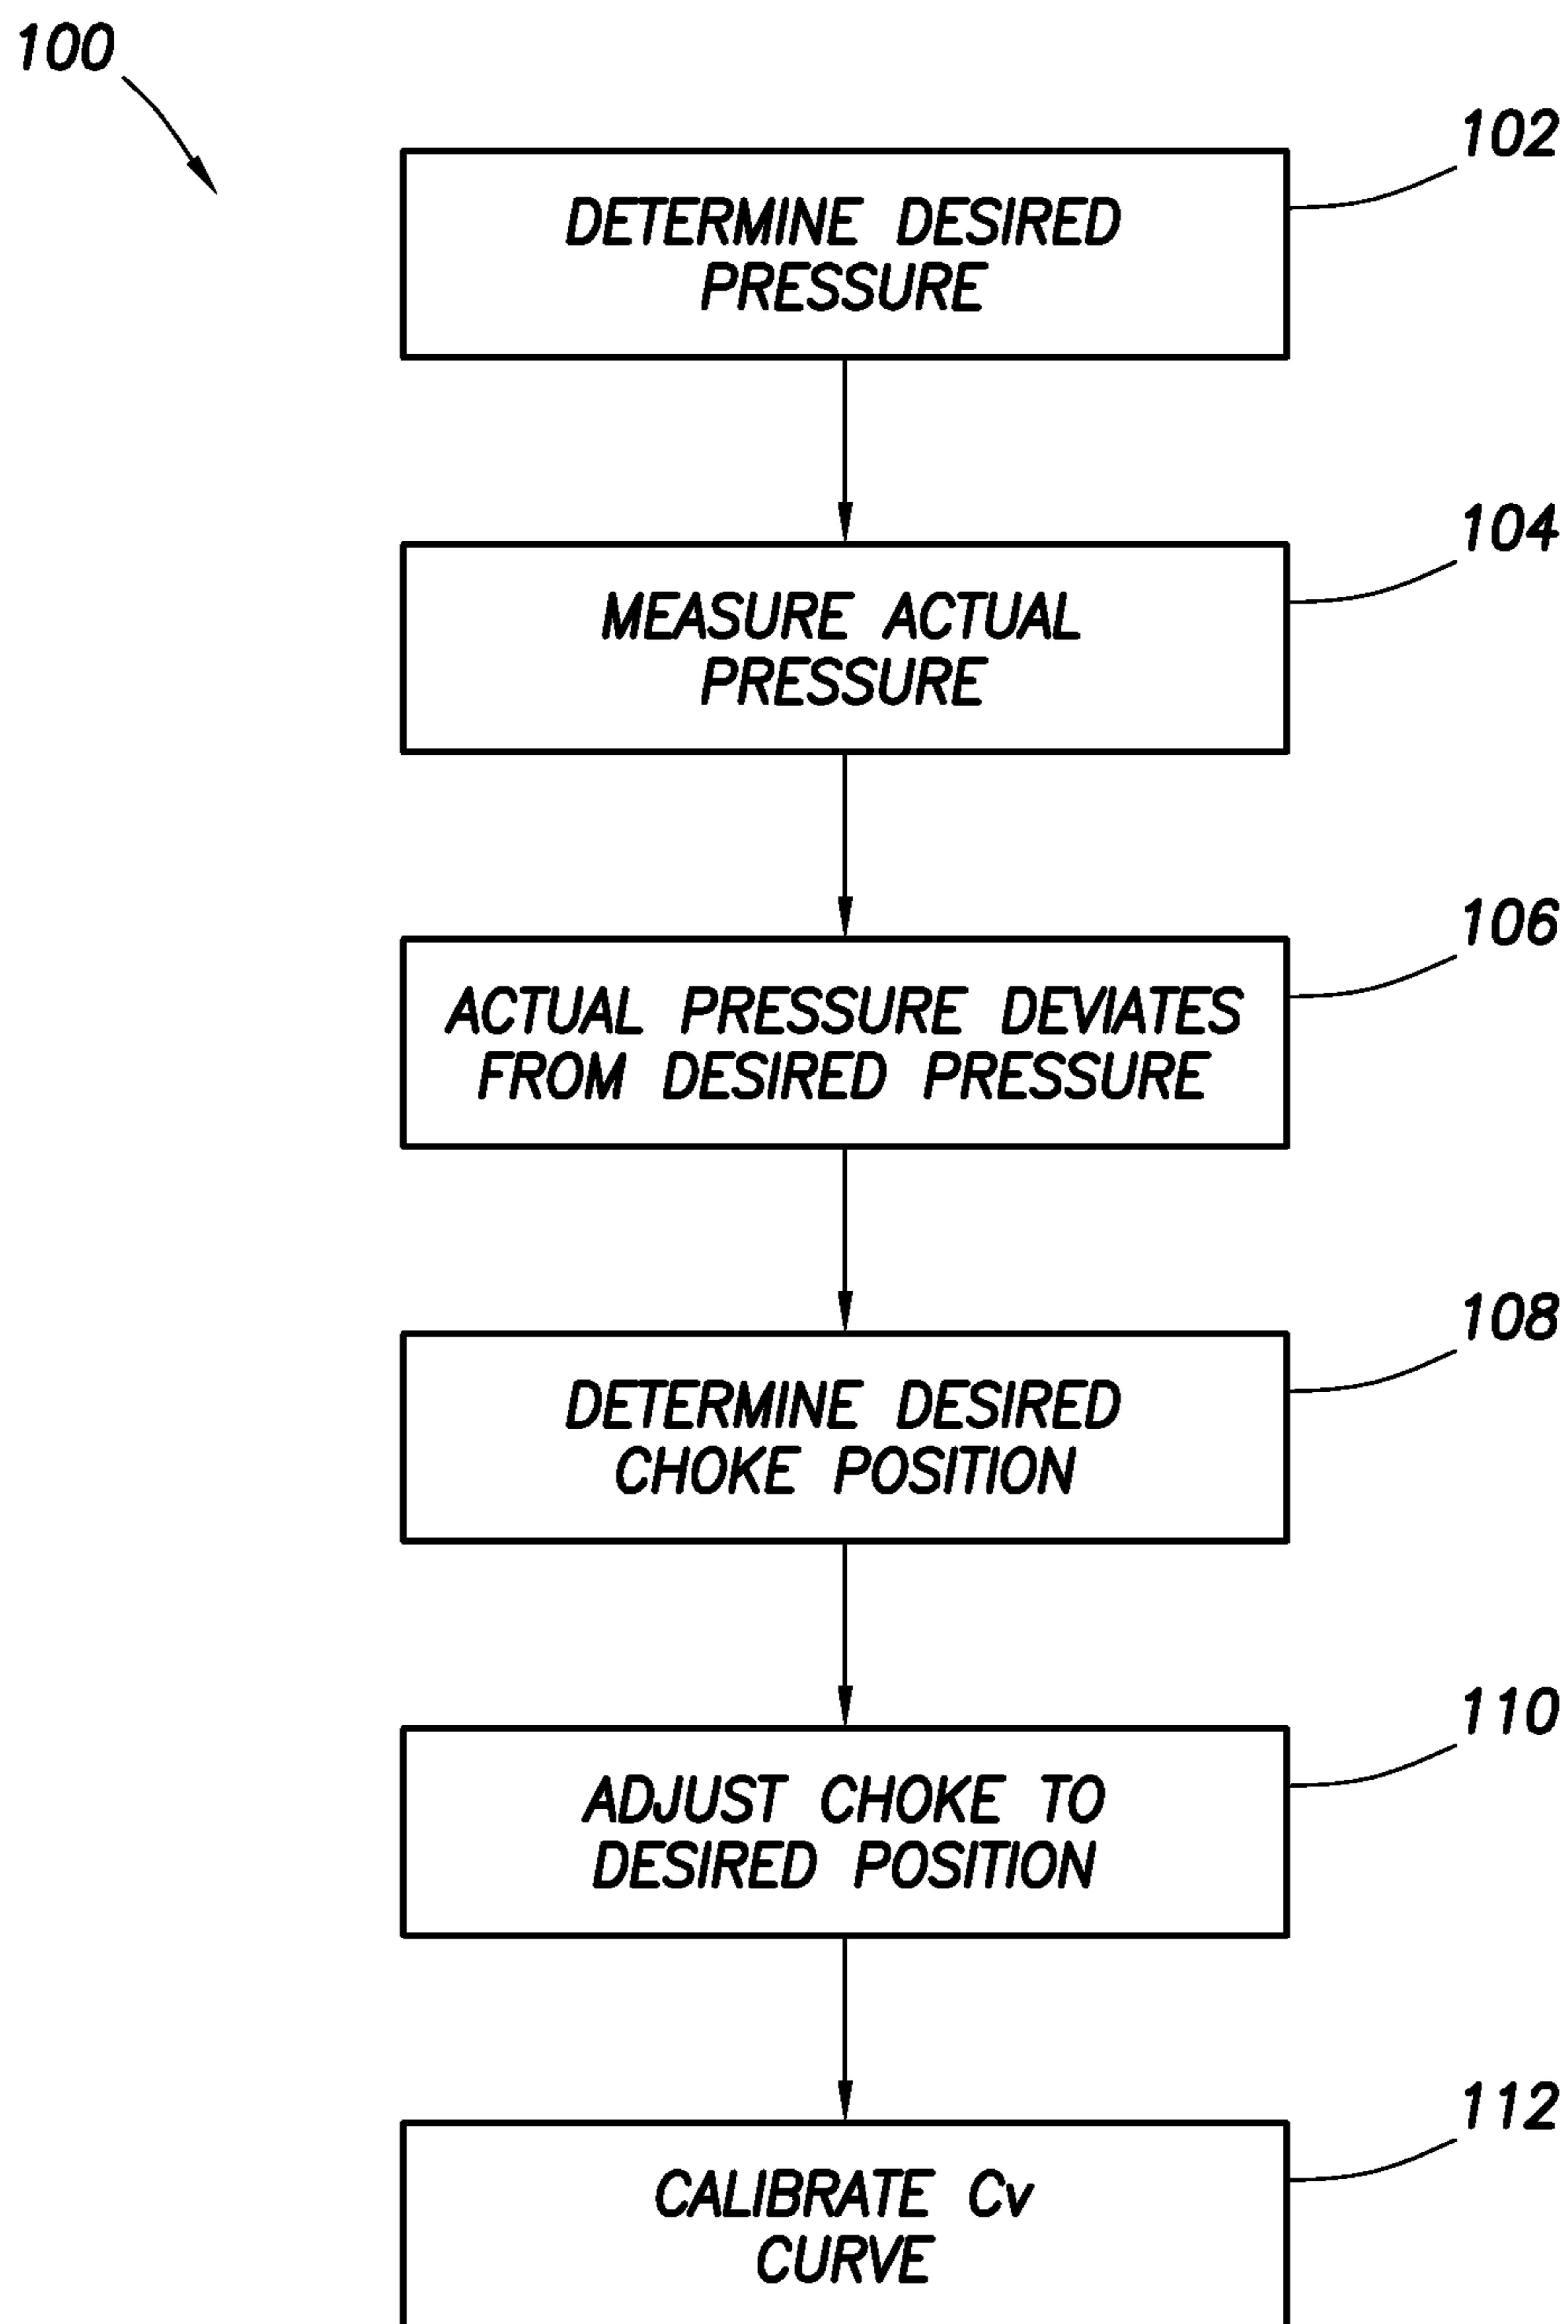 100
102
DETERMINE DESIRED
PRESSURE
104
MEASURE ACTUAL
PRESSURE
106
ACTUAL PRESSURE DEVIATES
FROM DESIRED PRESSURE
108
DETERMINE DESIRED
CHOKE POSITION
110
ADJUST CHOKE TO
DESIRED POSITION
112
CALIBRATE Cv
CURVE